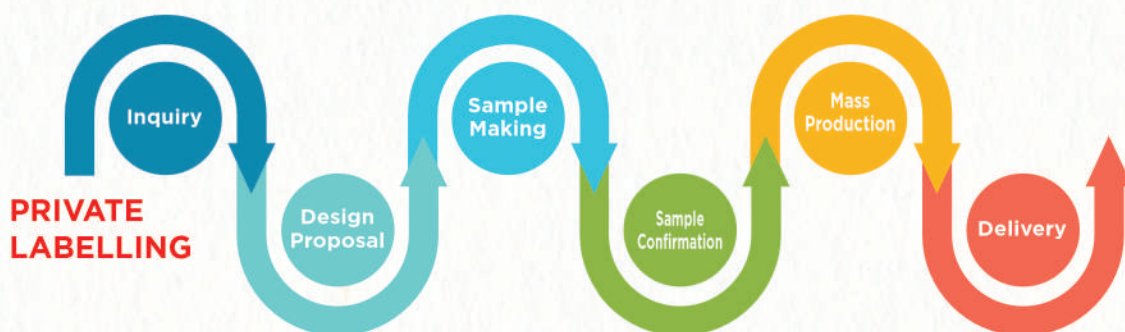 PRIVATE
LABELLING
Inquiry
Design
Proposal
Sample
Making
Sample
Confirmation
Mass
Production
Delivery